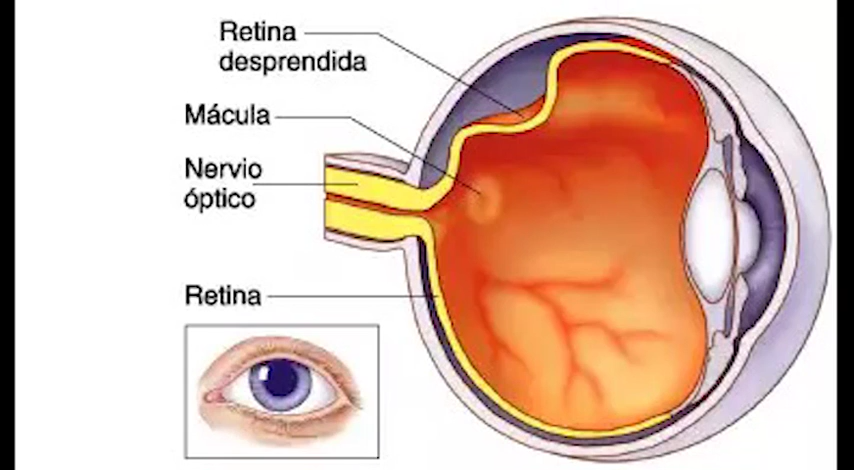 Retina
desprendida
Mácula
Nervio
óptico
Retina